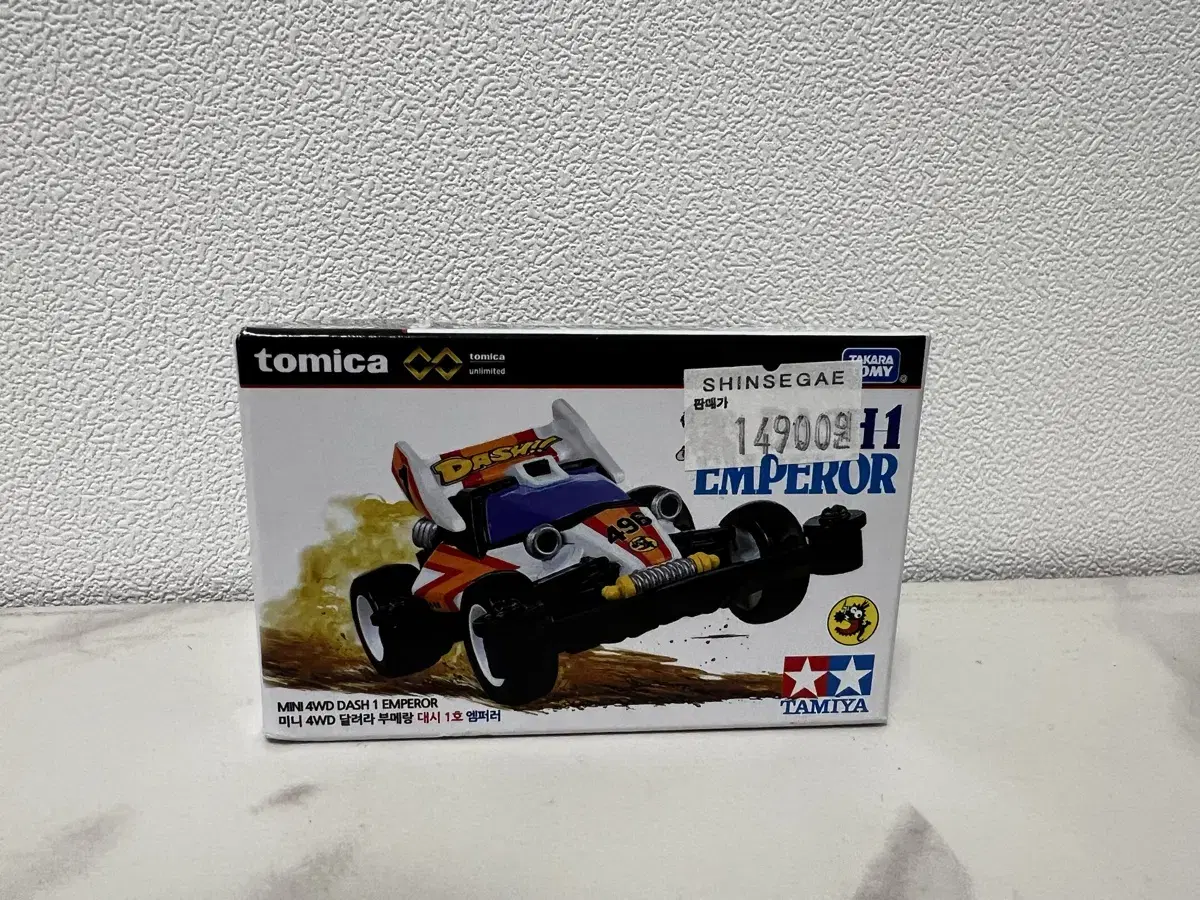 tomica
tomica
unlimited
TAKARA
TOMY
SHINSEGAE
판매가
14900원
H1
EMPEROR
DASH!!
496
TAMIYA
MINI 4WD DASH 1 EMPEROR
미니 4WD 달려라 부메랑 대시 1호 엠퍼러